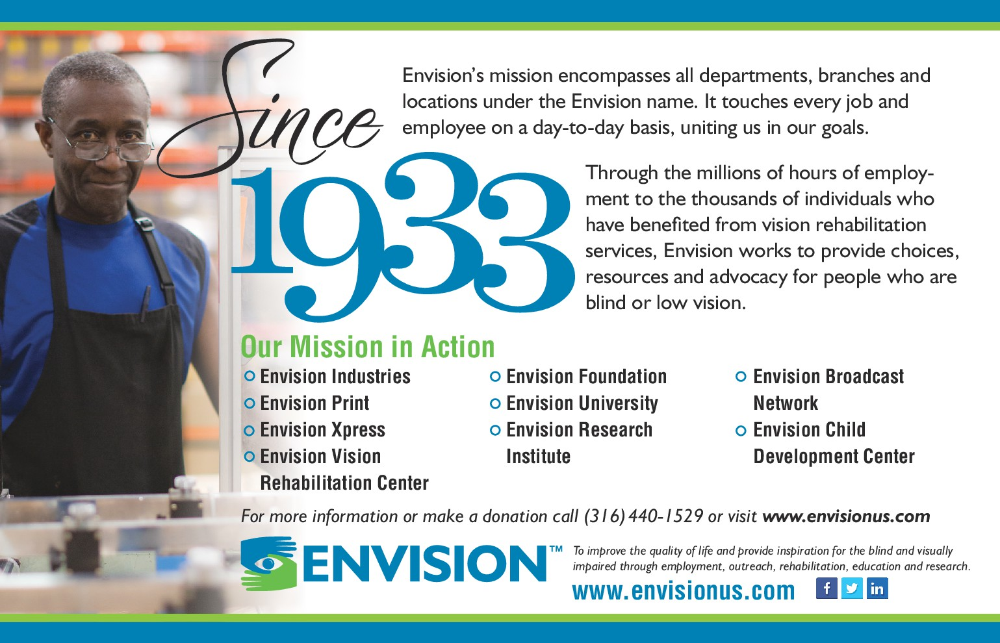 Since
1933
Envision’s mission encompasses all departments, branches and
locations under the Envision name. It touches every job and
employee on a day-to-day basis, uniting us in our goals.
Through the millions of hours of employ-
ment to the thousands of individuals who
have benefited from vision rehabilitation
services, Envision works to provide choices,
resources and advocacy for people who are
blind or low vision.
Our Mission in Action
Envision Industries
Envision Print
Envision Xpress
Envision Vision
Rehabilitation Center
Envision Foundation
Envision University
Envision Research
Institute
Envision Broadcast
Network
Envision Child
Development Center
For more information or make a donation call (316) 440-1529 or visit www.envisionus.com
ENVISION™
To improve the quality of life and provide inspiration for the blind and visually
impaired through employment, outreach, rehabilitation, education and research.
www.envisionus.com
f
in